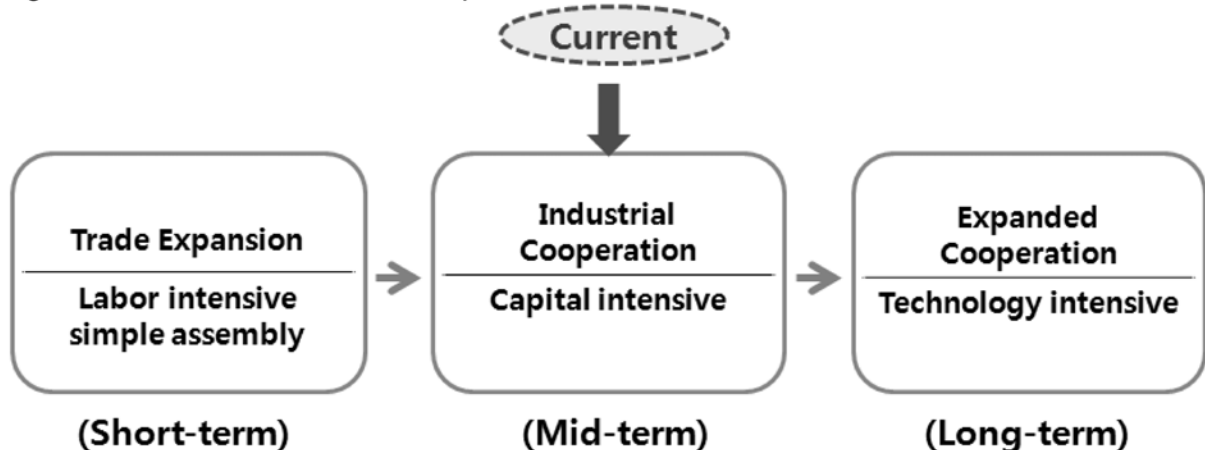 Current
Trade Expansion
Labor intensive
simple assembly
(Short-term)
Industrial
Cooperation
Capital intensive
(Mid-term)
Expanded
Cooperation
Technology intensive
(Long-term)